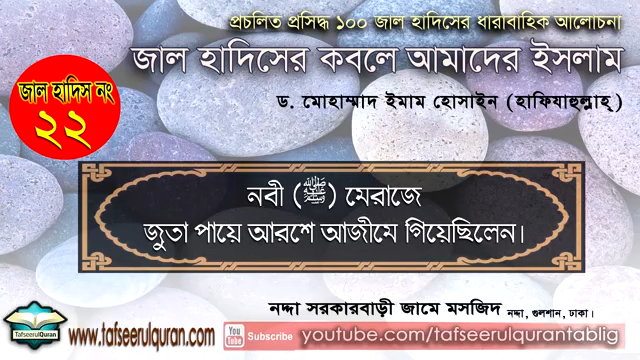 প্রচলিত প্রসিদ্ধ ১০০ জাল হাদিসের ধারাবাহিক আলোচনা
জাল হাদিসের কবলে আমাদের ইসলাম
ড. মোহাম্মাদ ইমাম হোসাইন (হাফিযাহুল্লাহ্)
জাল হাদিস নং
২২
নবী (ﷺ) মেরাজে
জুতা পায়ে আরশে আজীমে গিয়েছিলেন।
নদ্দা সরকারবাড়ী জামে মসজিদ নদ্দা, গুলশান, ঢাকা।
TafseerulQuran
www.tafseerulquran.com
You Tube Subscribe youtube.com/tafseerulqurantablig